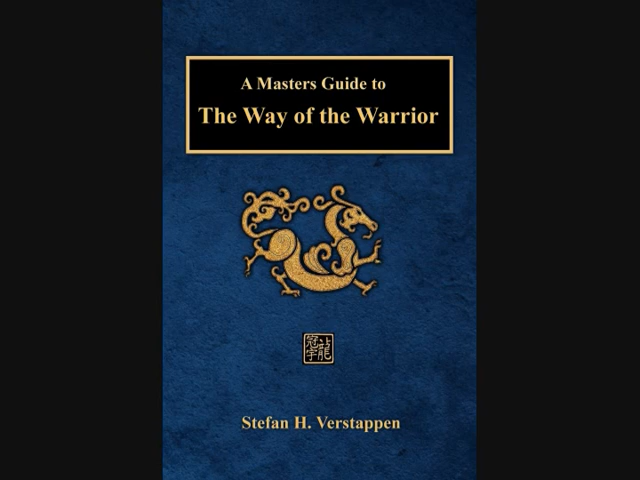 A Masters Guide to
The Way of the Warrior
Stefan H. Verstappen